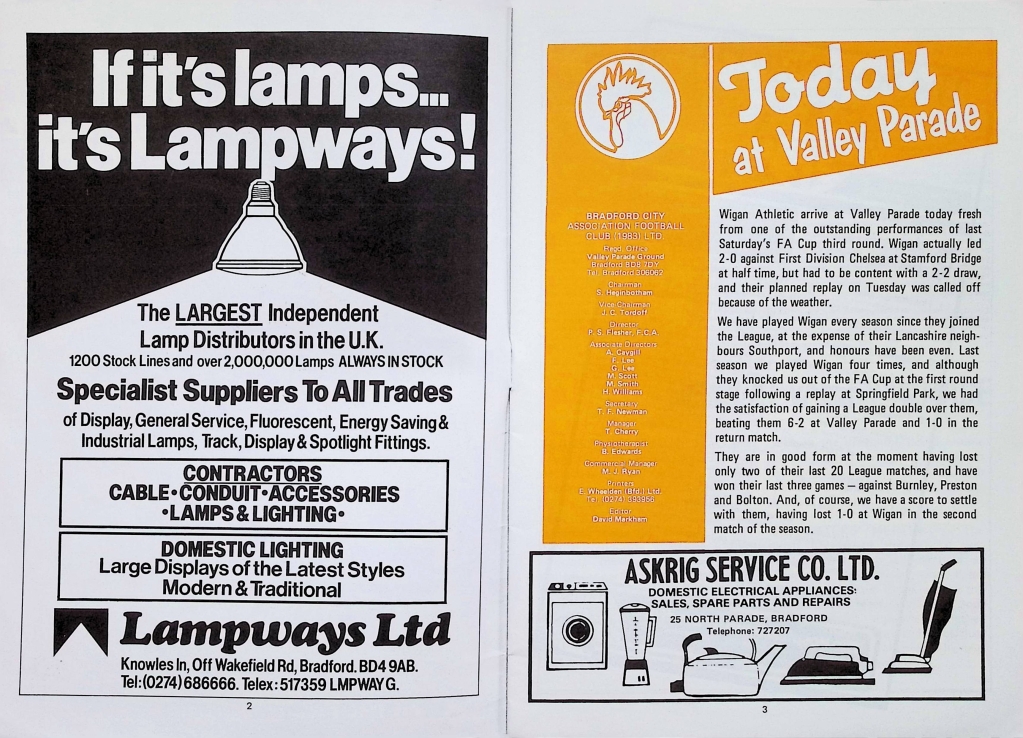 If it's lamps...
it's Lampways!
The LARGEST Independent
Lamp Distributors in the U.K.
1200 Stock Lines and over 2,000,000 Lamps ALWAYS IN STOCK
Specialist Suppliers To All Trades
of Display, General Service, Fluorescent, Energy Saving &
Industrial Lamps, Track, Display & Spotlight Fittings.
CONTRACTORS
CABLE•CONDUIT•ACCESSORIES
•LAMPS & LIGHTING•
DOMESTIC LIGHTING
Large Displays of the Latest Styles
Modern & Traditional
Lampways Ltd
Knowles ln, Off Wakefield Rd, Bradford. BD4 9AB.
Tel: (0274) 686666. Telex: 517359 LMPWAY G.
2
BRADFORD CITY
ASSOCIATION FOOTBALL
CLUB (1983) LTD.
Regd. Office
Valley Parade Ground
Bradford BD8 7DY
Tel. Bradford 306062
Chairman
S. Heginbotham
Vice Chairman
J. C. Tordoff
Director
P. S. Flesher, F.C.A.
Associate Directors
A. Caygill
F. Lee
G. Lee
M. Scott
M. Smith
H. Williams
Secretary
T. F. Newman
Manager
T. Cherry
Physiotherapist
B. Edwards
Commercial Manager
M. J. Ryan
Printers
E. Wheelden (Bfd.) Ltd.
Tel. (0274) 393956
Editor
David Markham
Today
at Valley Parade
Wigan Athletic arrive at Valley Parade today fresh
from one of the outstanding performances of last
Saturday's FA Cup third round. Wigan actually led
2-0 against First Division Chelsea at Stamford Bridge
at half time, but had to be content with a 2-2 draw,
and their planned replay on Tuesday was called off
because of the weather.
We have played Wigan every season since they joined
the League, at the expense of their Lancashire neigh-
bours Southport, and honours have been even. Last
season we played Wigan four times, and although
they knocked us out of the FA Cup at the first round
stage following a replay at Springfield Park, we had
the satisfaction of gaining a League double over them,
beating them 6-2 at Valley Parade and 1-0 in the
return match.
They are in good form at the moment having lost
only two of their last 20 League matches, and have
won their last three games — against Burnley, Preston
and Bolton. And, of course, we have a score to settle
with them, having lost 1-0 at Wigan in the second
match of the season.
ASKRIG SERVICE CO. LTD.
DOMESTIC ELECTRICAL APPLIANCES:
SALES, SPARE PARTS AND REPAIRS
25 NORTH PARADE, BRADFORD
Telephone: 727207
3